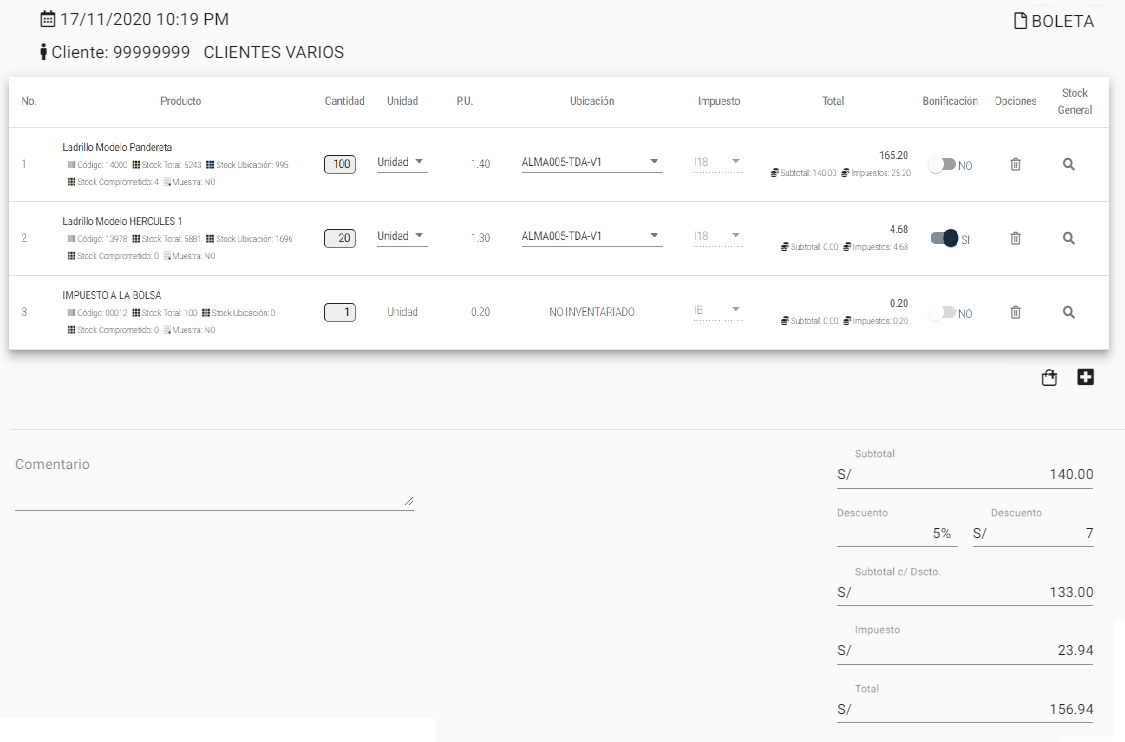 17/11/2020 10:19 PM
BOLETA
Cliente: 99999999 CLIENTES VARIOS
No. Producto Cantidad Unidad P.U. Ubicación Impuesto Total Bonificación Opciones Stock General
Ladrillo Modelo Pandereta
1 Código: 14000 Stock Total: 5243 Stock Ubicación: 995 100 Unidad 1.40 ALMA005-TDA-V1 I18 165.20 NO
Stock Comprometido: 4 Muestra: NO Subtotal: 140.00 Impuestos: 25.20
Ladrillo Modelo HERCULES 1
2 Código: 13978 Stock Total: 5881 Stock Ubicación: 1696 20 Unidad 1.30 ALMA005-TDA-V1 I18 4.68 SI
Stock Comprometido: 0 Muestra: NO Subtotal: 0.00 Impuestos: 4.68
IMPUESTO A LA BOLSA
3 Código: 00012 Stock Total: 100 Stock Ubicación: 0 1 Unidad 0.20 NO INVENTARIADO IB 0.20 NO
Stock Comprometido: 0 Muestra: NO Subtotal: 0.00 Impuestos: 0.20
Comentario
Subtotal
S/ 140.00
Descuento Descuento
5% S/ 7
Subtotal c/ Dscto.
S/ 133.00
Impuesto
S/ 23.94
Total
S/ 156.94